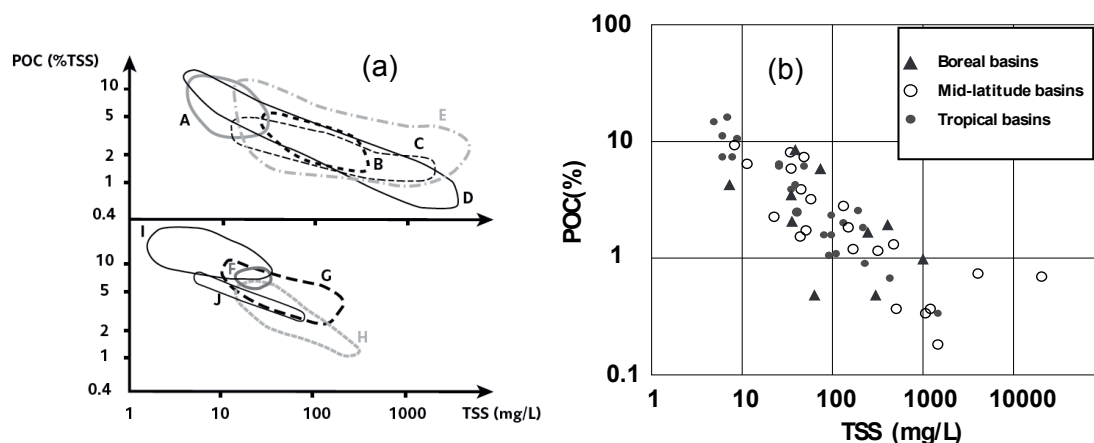 POC (%TSS)
(a)
10
5
2
1
0.4
A
B
C
D
E
10
5
2
1
0.4
I
F
G
J
H
1
10
100
1000
TSS (mg/L)
100%
10
1
0.1
POC(%)
(b)
Boreal basins
Mid-latitude basins
Tropical basins
1
10
100
1000
10000
TSS (mg/L)